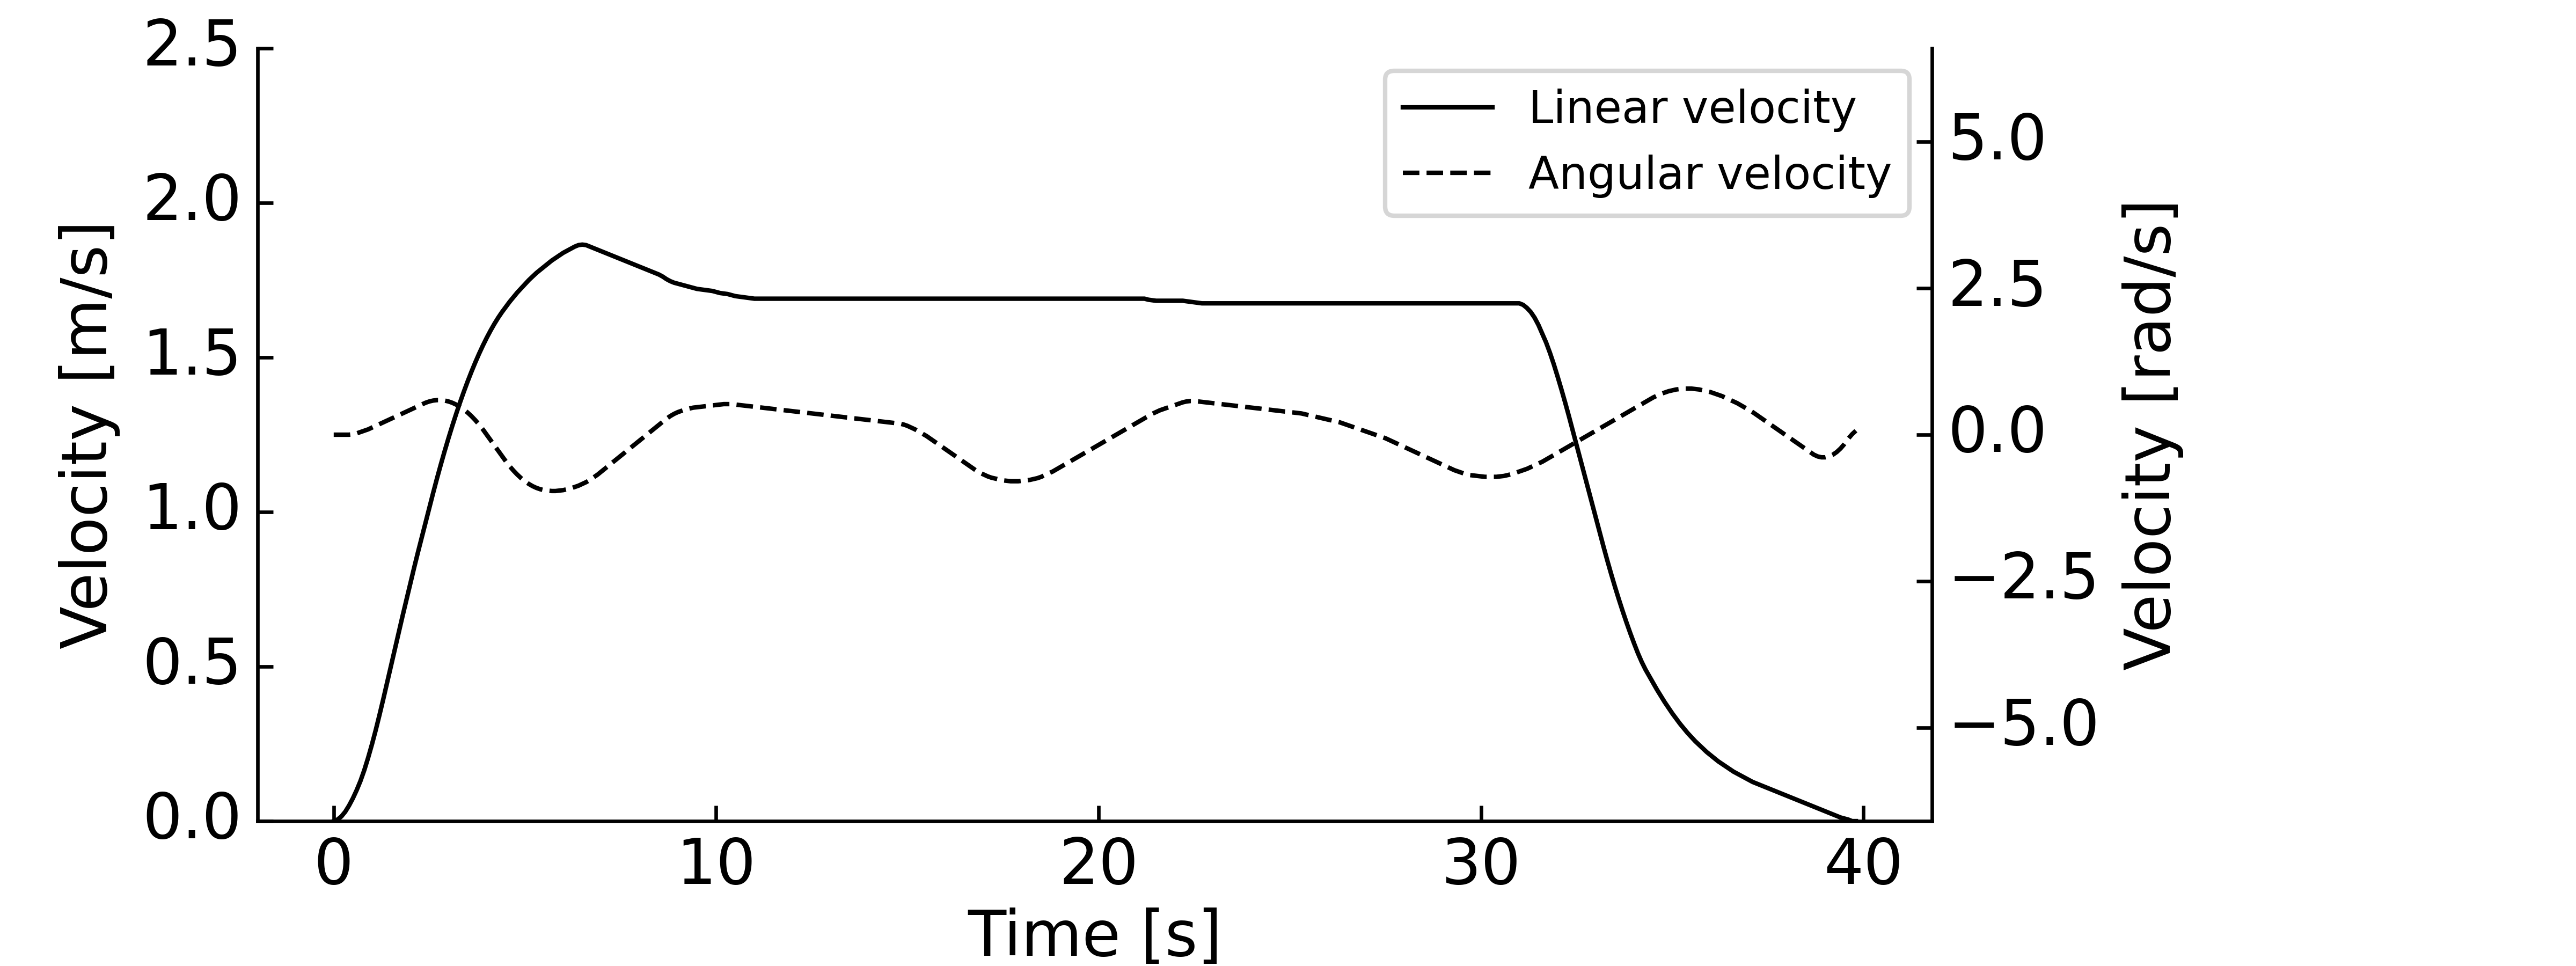 2.5
2.0
1.5
1.0
0.5
0.0
Velocity [m/s]
Linear velocity
Angular velocity
5.0
2.5
0.0
−2.5
−5.0
Velocity [rad/s]
0 10 20 30 40
Time [s]